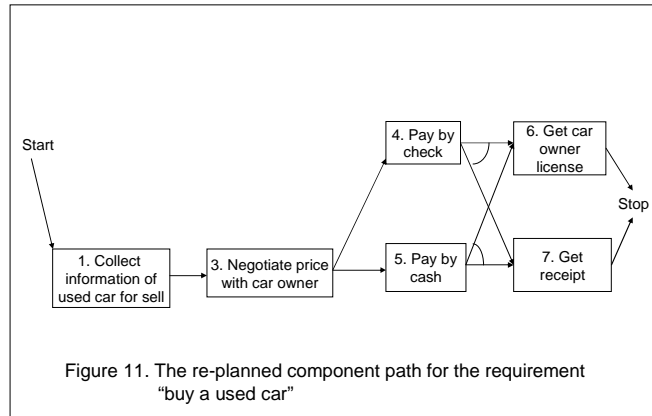 Start
1. Collect
information of
used car for sell
3. Negotiate price
with car owner
4. Pay by
check
5. Pay by
cash
6. Get car
owner
license
7. Get
receipt
Stop
Figure 11. The re-planned component path for the requirement
“buy a used car”